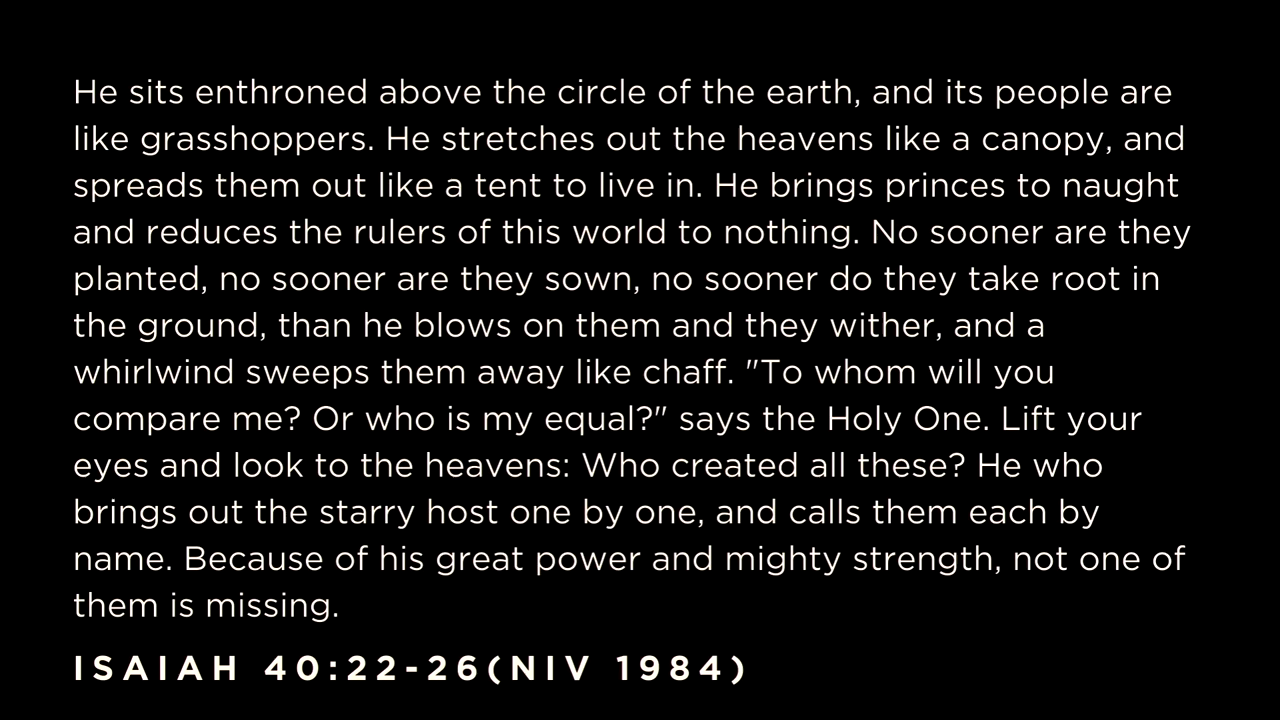 He sits enthroned above the circle of the earth, and its people are
like grasshoppers. He stretches out the heavens like a canopy, and
spreads them out like a tent to live in. He brings princes to naught
and reduces the rulers of this world to nothing. No sooner are they
planted, no sooner are they sown, no sooner do they take root in
the ground, than he blows on them and they wither, and a
whirlwind sweeps them away like chaff. "To whom will you
compare me? Or who is my equal?" says the Holy One. Lift your
eyes and look to the heavens: Who created all these? He who
brings out the starry host one by one, and calls them each by
name. Because of his great power and mighty strength, not one of
them is missing.
ISAIAH 40:22-26(NIV 1984)